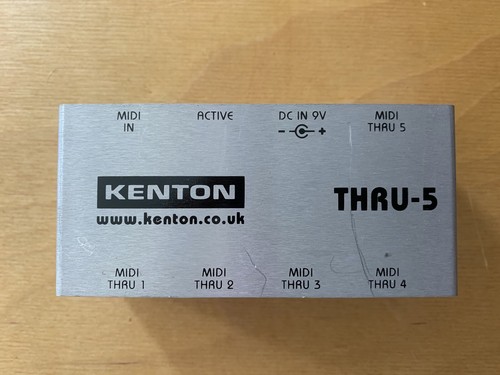 MIDI IN
ACTIVE
DC IN 9V
- +
MIDI THRU 5
KENTON
www.kenton.co.uk
THRU-5
MIDI THRU 1
MIDI THRU 2
MIDI THRU 3
MIDI THRU 4